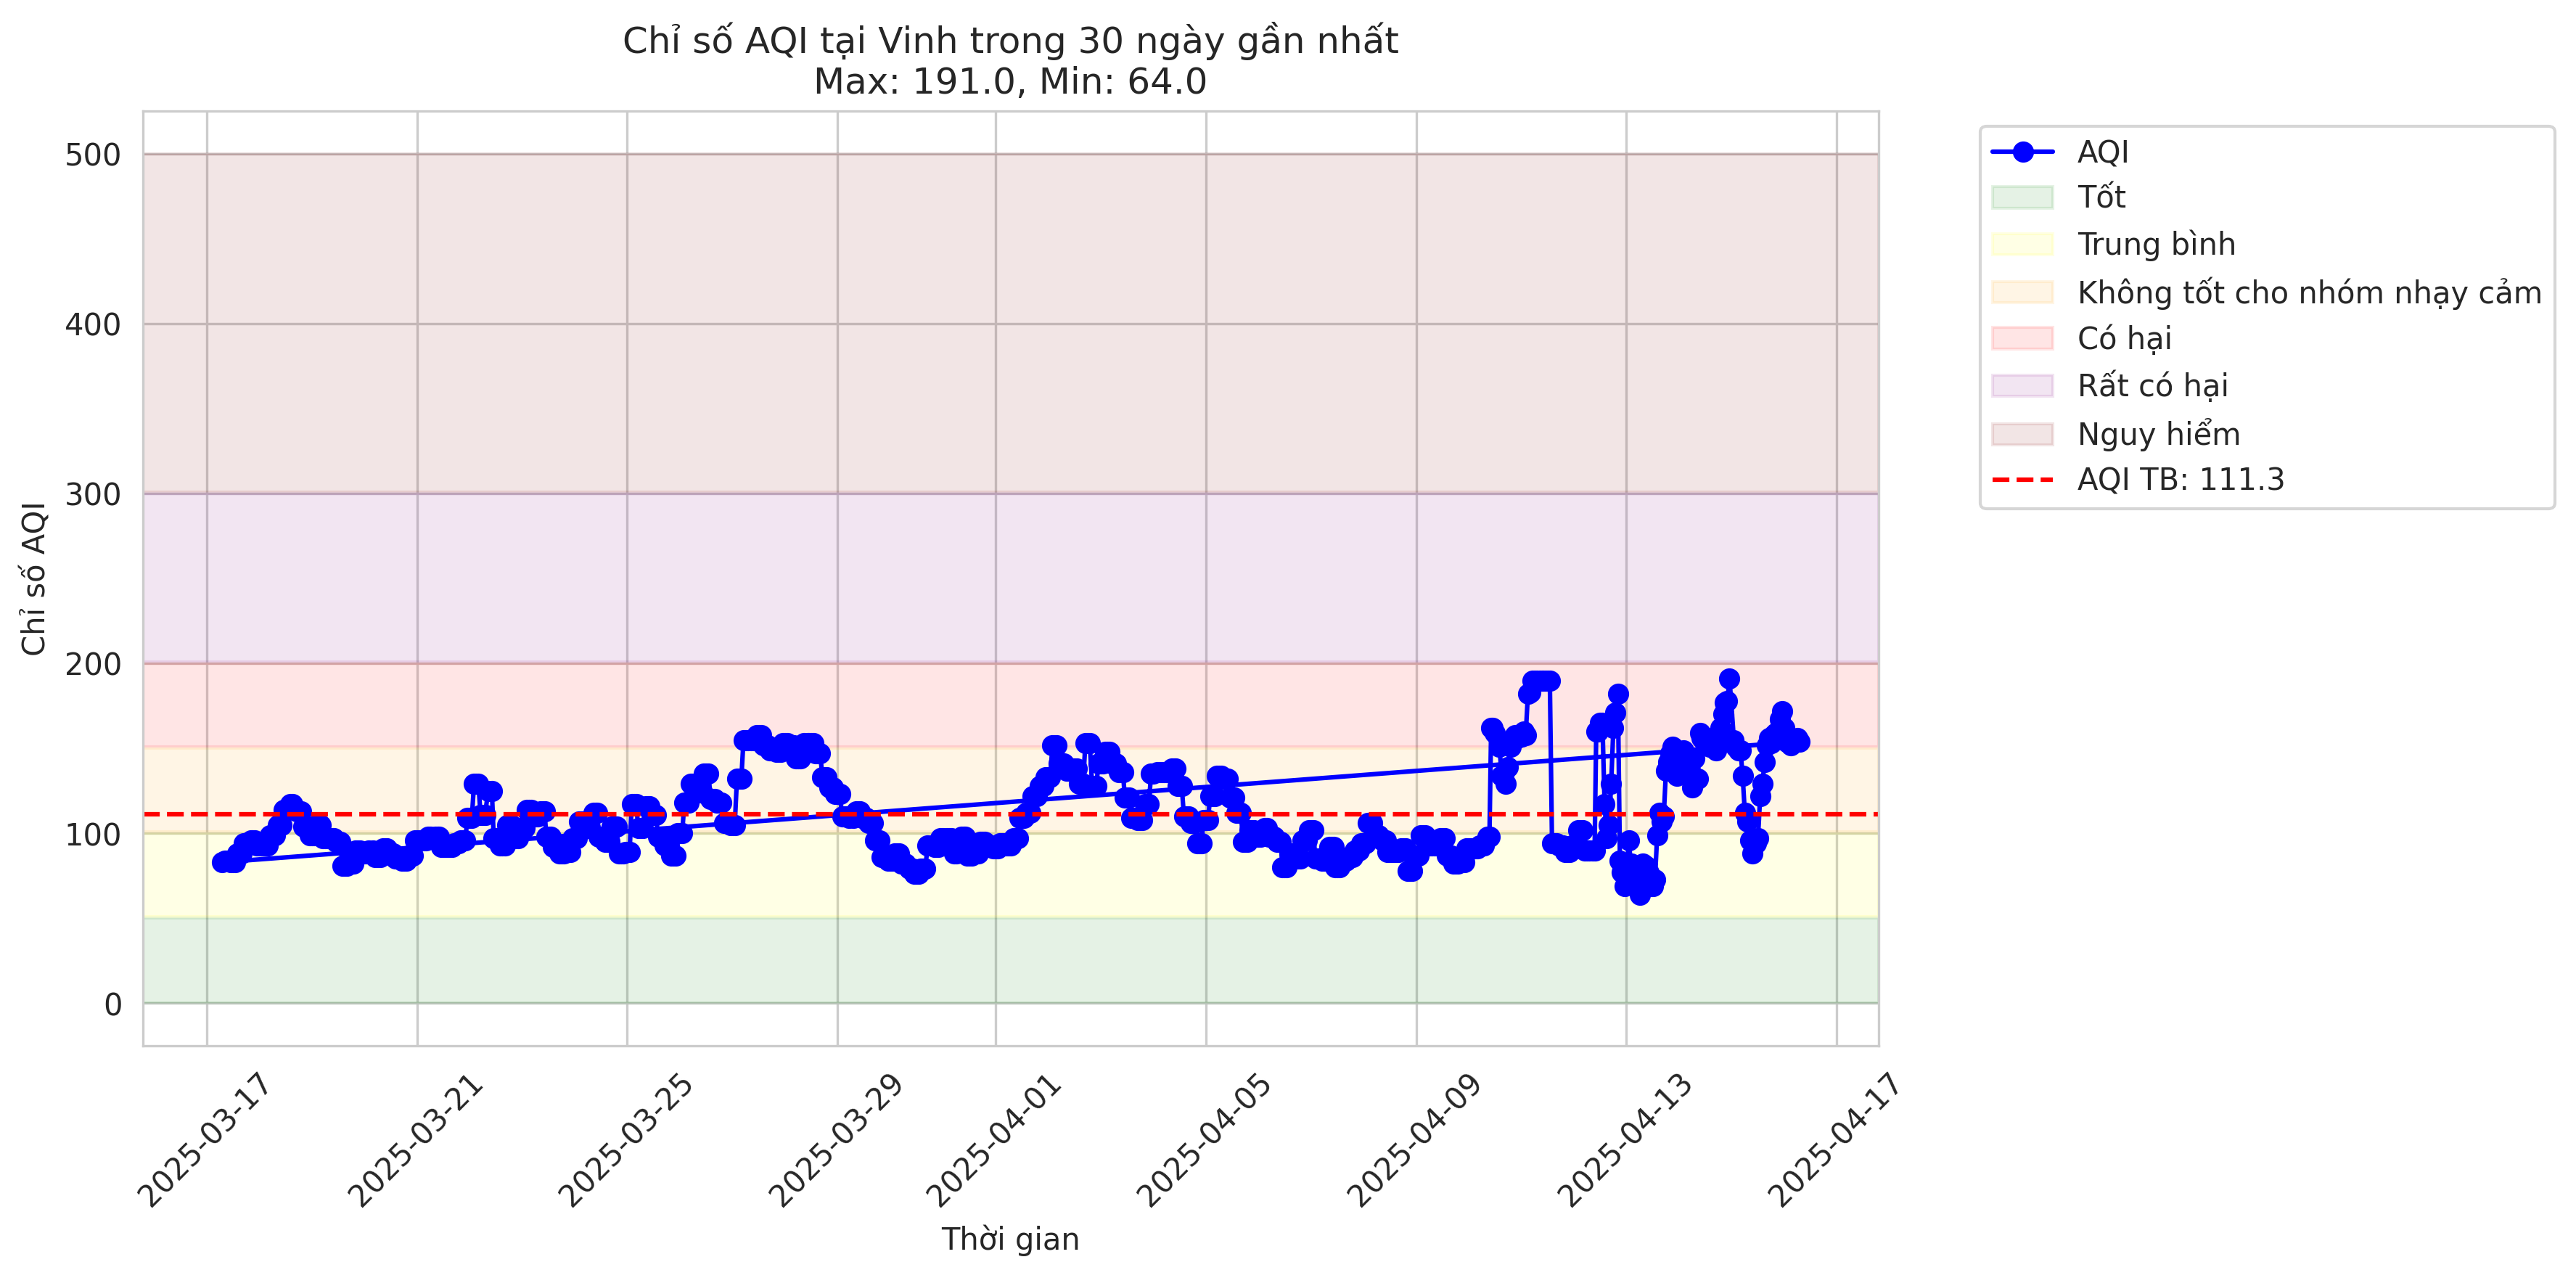 Chỉ số AQI tại Vinh trong 30 ngày gần nhất
Max: 191.0, Min: 64.0
Chỉ số AQI
500
400
300
200
100
0
2025-03-17
2025-03-21
2025-03-25
2025-03-29
2025-04-01
2025-04-05
2025-04-09
2025-04-13
2025-04-17
Thời gian
AQI
Tốt
Trung bình
Không tốt cho nhóm nhạy cảm
Có hại
Rất có hại
Nguy hiểm
AQI TB: 111.3